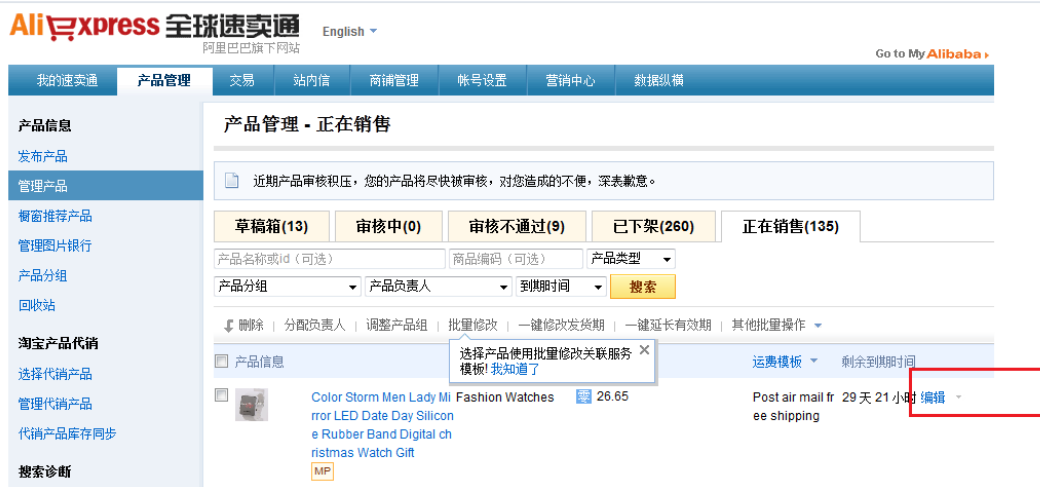 AliExpress 全球速卖通
阿里巴巴旗下网站
English
Go to My Alibaba
我的速卖通 产品管理 交易 站内信 商铺管理 帐号设置 营销中心 数据纵横
产品信息
发布产品
管理产品
橱窗推荐产品
管理图片银行
产品分组
回收站
淘宝产品代销
选择代销产品
管理代销产品
代销产品库存同步
搜索诊断
产品管理 - 正在销售
近期产品审核积压，您的产品将尽快被审核，对您造成的不便，深表歉意。
草稿箱(13) 审核中(0) 审核不通过(9) 已下架(260) 正在销售(135)
产品名称或id（可选） 商品编码（可选） 产品类型
产品分组 产品负责人 到期时间 搜索
删除 | 分配负责人 | 调整产品组 | 批量修改 | 一键修改发货期 | 一键延长有效期 | 其他批量操作
选择产品使用批量修改关联服务
模板! 我知道了
产品信息 运费模板 剩余到期时间
Color Storm Men Lady Mi
rror LED Date Day Silicon
e Rubber Band Digital ch
ristmas Watch Gift
MP
Fashion Watches
零 26.65
Post air mail fr
ee shipping
29 天 21 小时
编辑